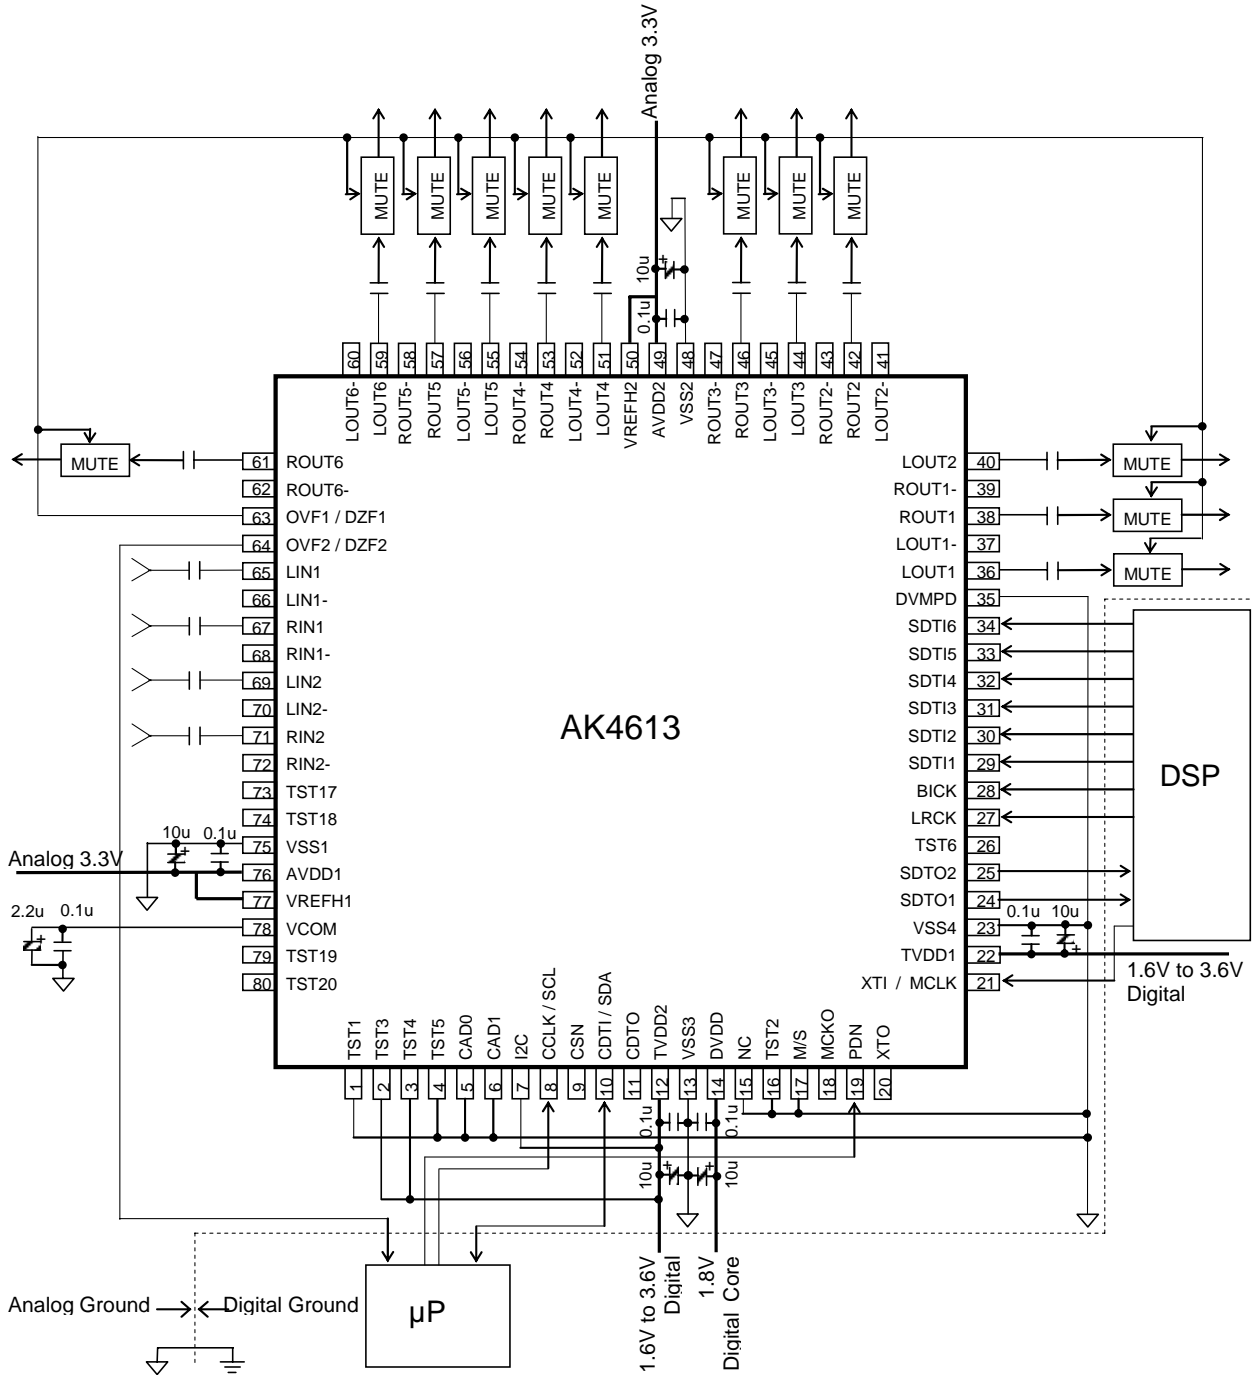 Analog 3.3V
MUTE
MUTE
MUTE
MUTE
MUTE
MUTE
MUTE
MUTE
10u
+
0.1u
60
59
58
57
56
55
54
53
52
51
50
49
48
47
46
45
44
43
42
41
LOUT6-
LOUT6
ROUT5-
ROUT5
LOUT5-
LOUT5
ROUT4-
ROUT4
LOUT4-
LOUT4
VREFH2
AVDD2
VSS2
ROUT3-
ROUT3
LOUT3-
LOUT3
ROUT2-
ROUT2
LOUT2-
MUTE
61 ROUT6
62 ROUT6-
63 OVF1 / DZF1
64 OVF2 / DZF2
65 LIN1
66 LIN1-
67 RIN1
68 RIN1-
69 LIN2
70 LIN2-
71 RIN2
72 RIN2-
73 TST17
74 TST18
75 VSS1
76 AVDD1
77 VREFH1
78 VCOM
79 TST19
80 TST20
10u
+
0.1u
Analog 3.3V
2.2u
+
0.1u
AK4613
LOUT2 40
ROUT1- 39
ROUT1 38
LOUT1- 37
LOUT1 36
DVMPD 35
SDTI6 34
SDTI5 33
SDTI4 32
SDTI3 31
SDTI2 30
SDTI1 29
BICK 28
LRCK 27
TST6 26
SDTO2 25
SDTO1 24
VSS4 23
TVDD1 22
XTI / MCLK 21
MUTE
MUTE
MUTE
DSP
0.1u
10u
+
1.6V to 3.6V
Digital
TST1
TST3
TST4
TST5
CAD0
CAD1
I2C
CCLK / SCL
CSN
CDTI / SDA
CDTO
TVDD2
VSS3
DVDD
NC
TST2
M/S
MCKO
PDN
XTO
1
2
3
4
5
6
7
8
9
10
11
12
13
14
15
16
17
18
19
20
0.1u
0.1u
10u
+
+
10u
µP
1.6V to 3.6V
Digital
1.8V
Digital Core
Analog Ground
Digital Ground